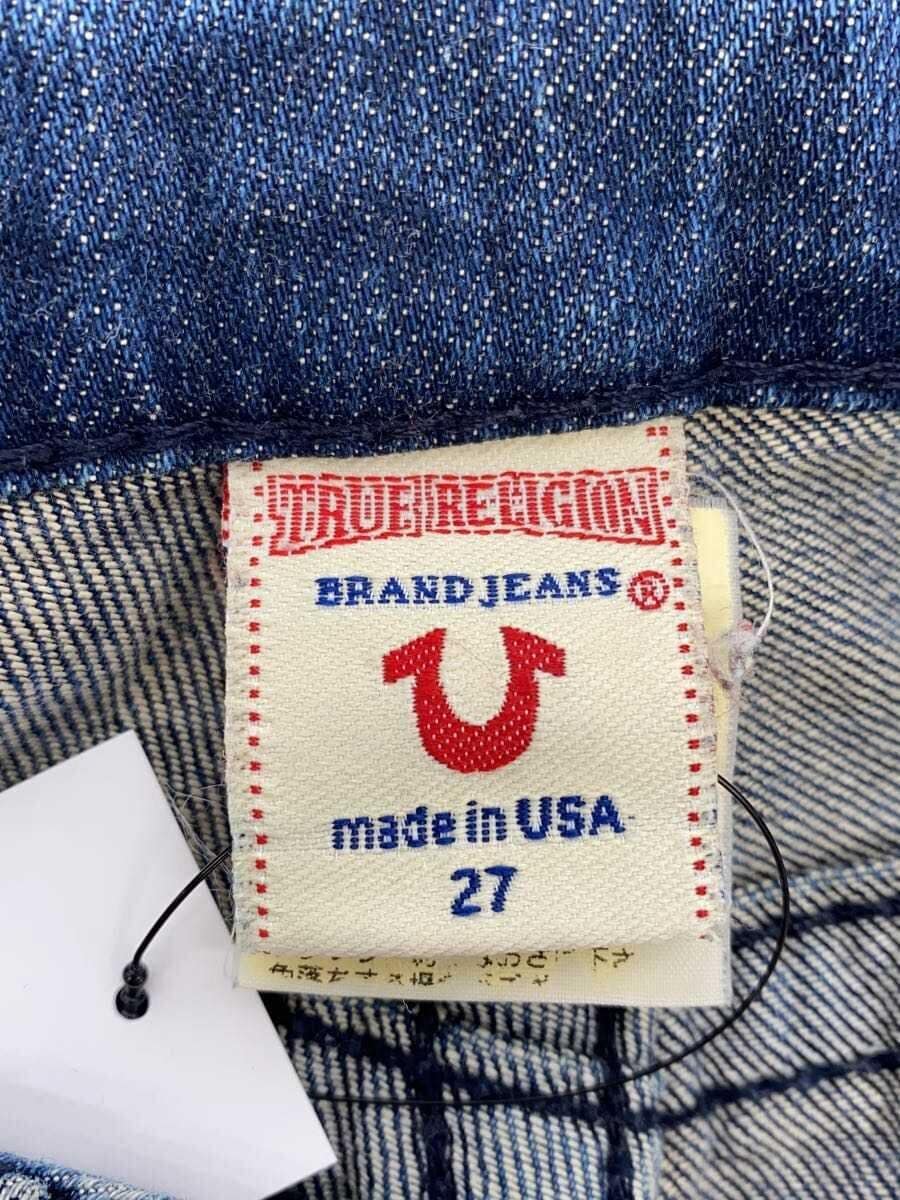 TRUE RELIGION
BRAND JEANS ®
made in USA
27